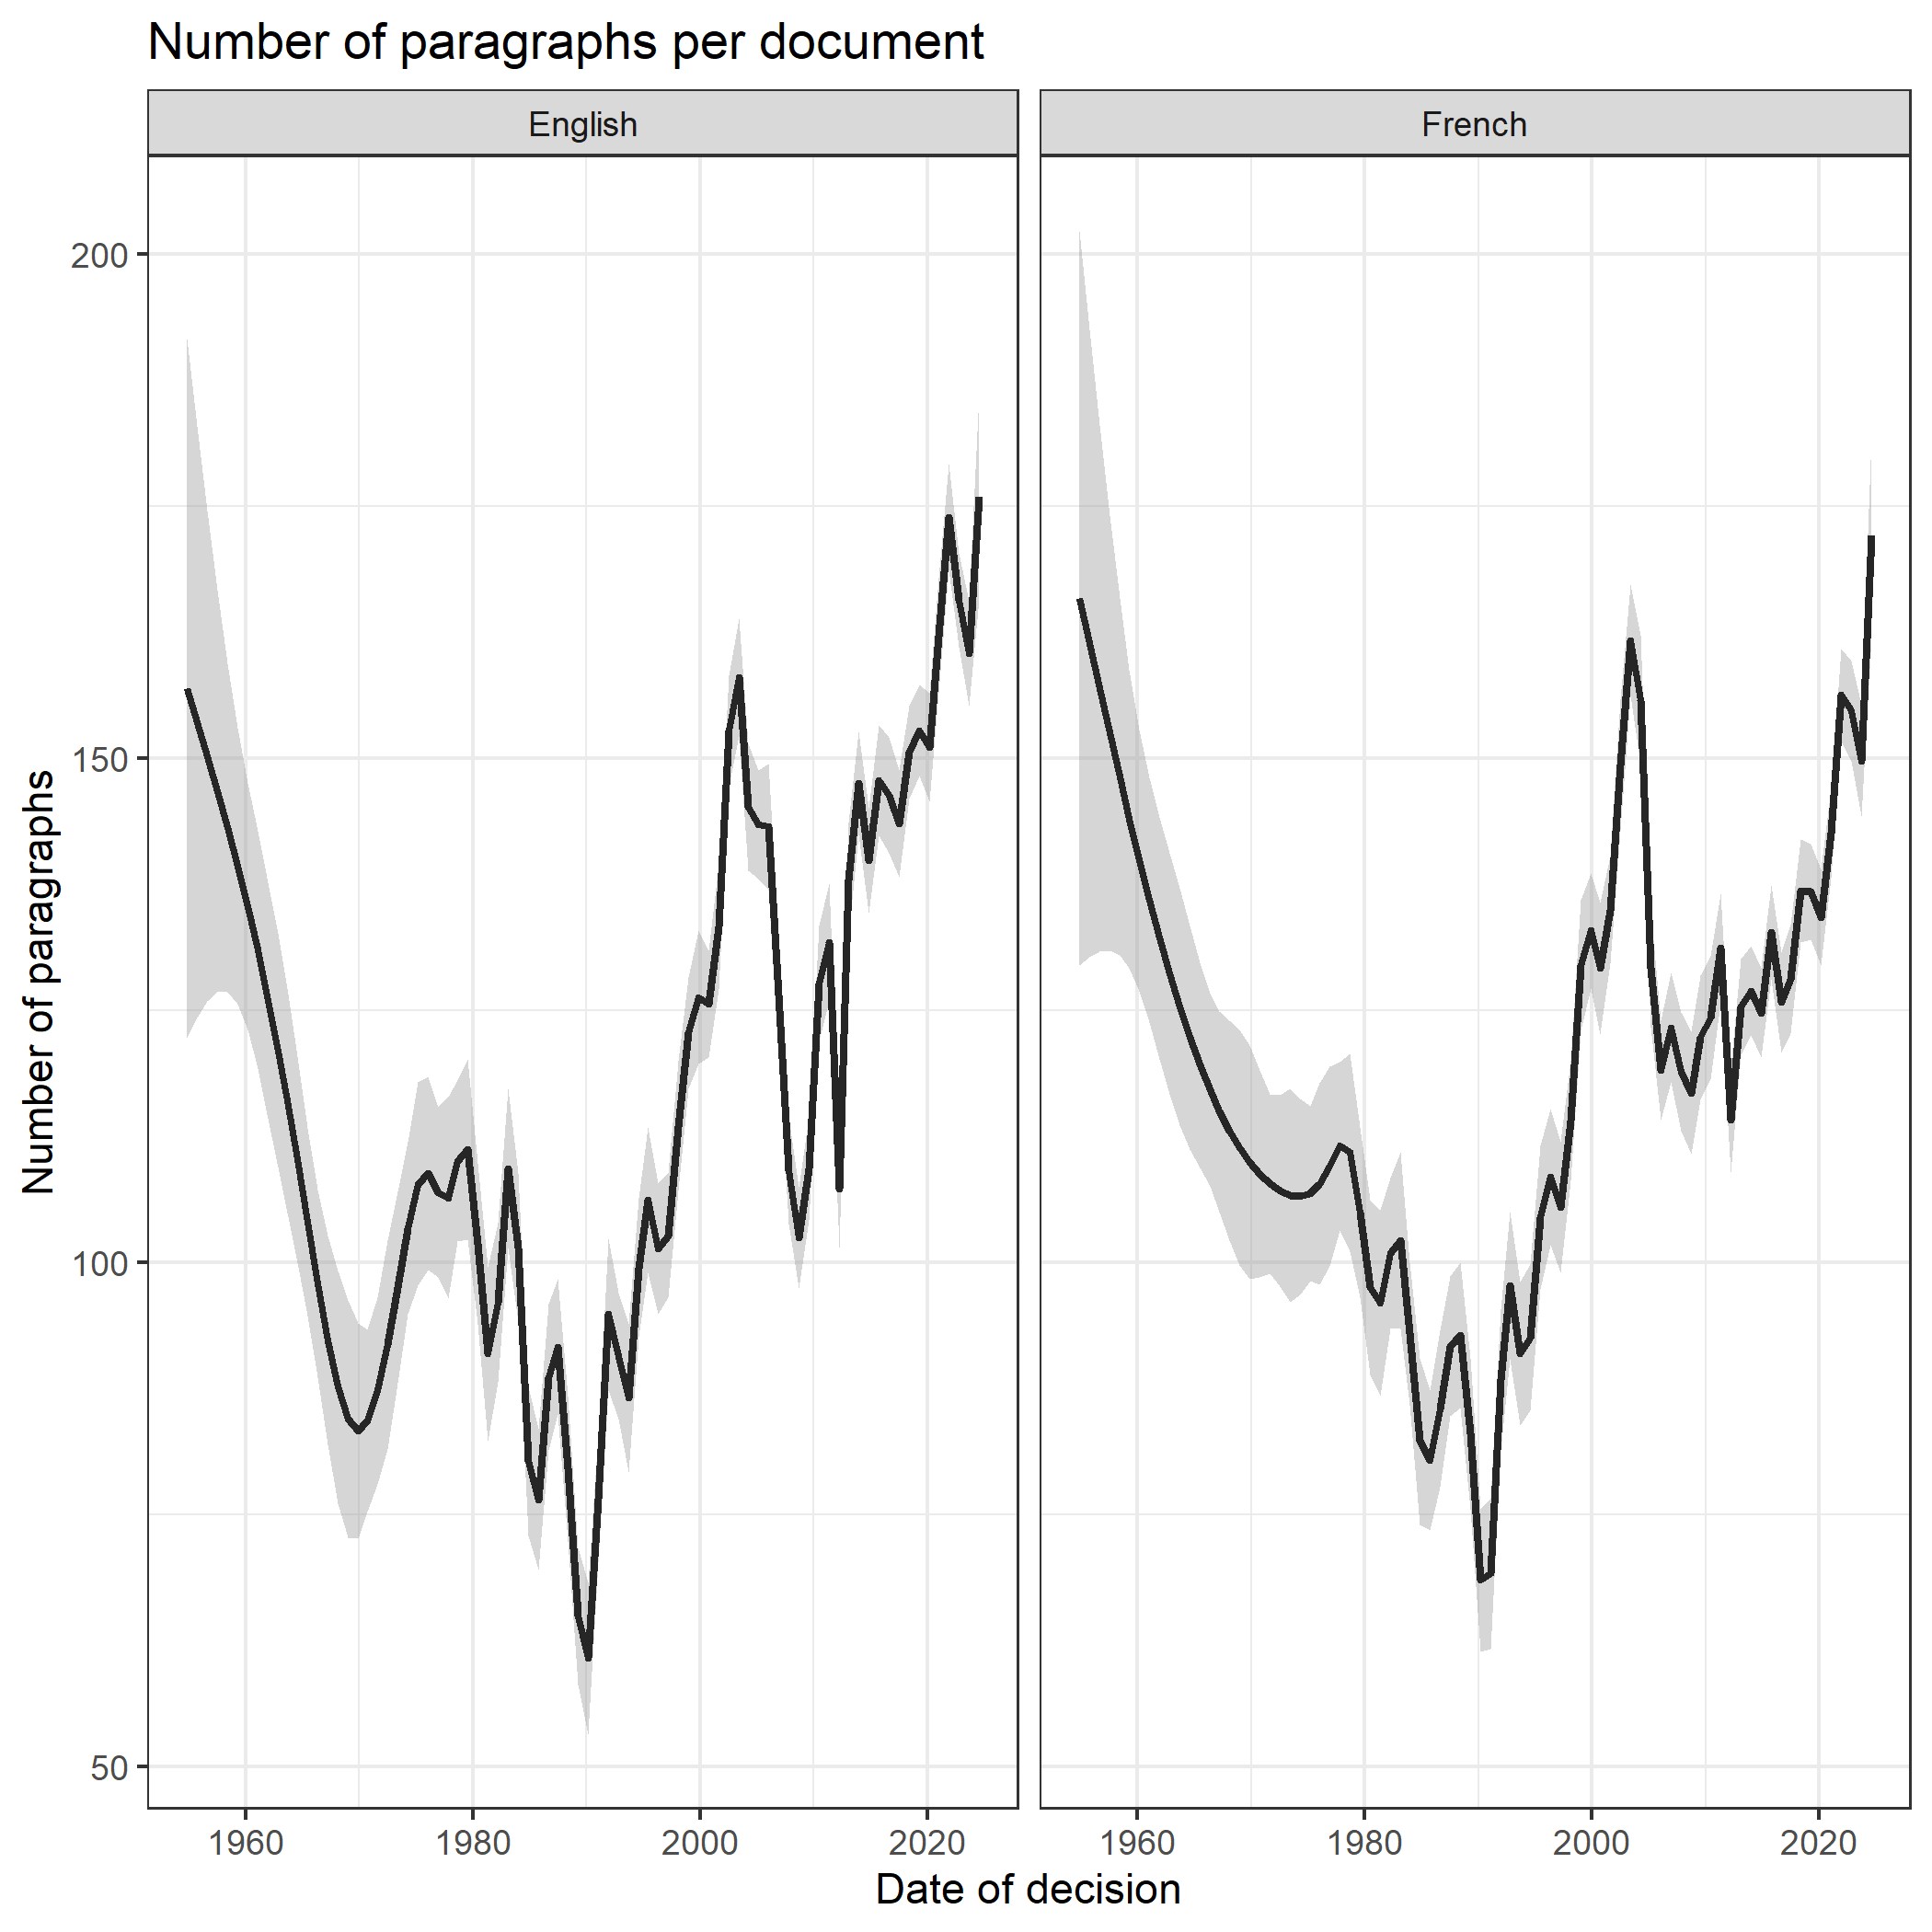 Number of paragraphs per document
English
French
Number of paragraphs
200
150
100
50
1960
1980
2000
2020
1960
1980
2000
2020
Date of decision